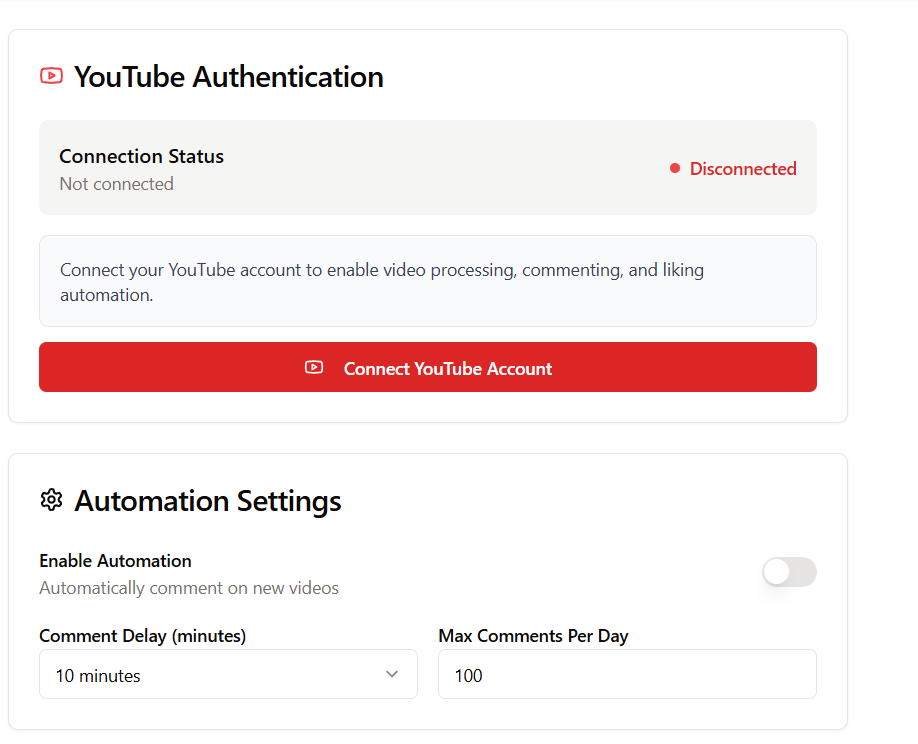 YouTube Authentication
Connection Status
Not connected
Disconnected
Connect your YouTube account to enable video processing, commenting, and liking
automation.
Connect YouTube Account
Automation Settings
Enable Automation
Automatically comment on new videos
Comment Delay (minutes)
10 minutes
Max Comments Per Day
100